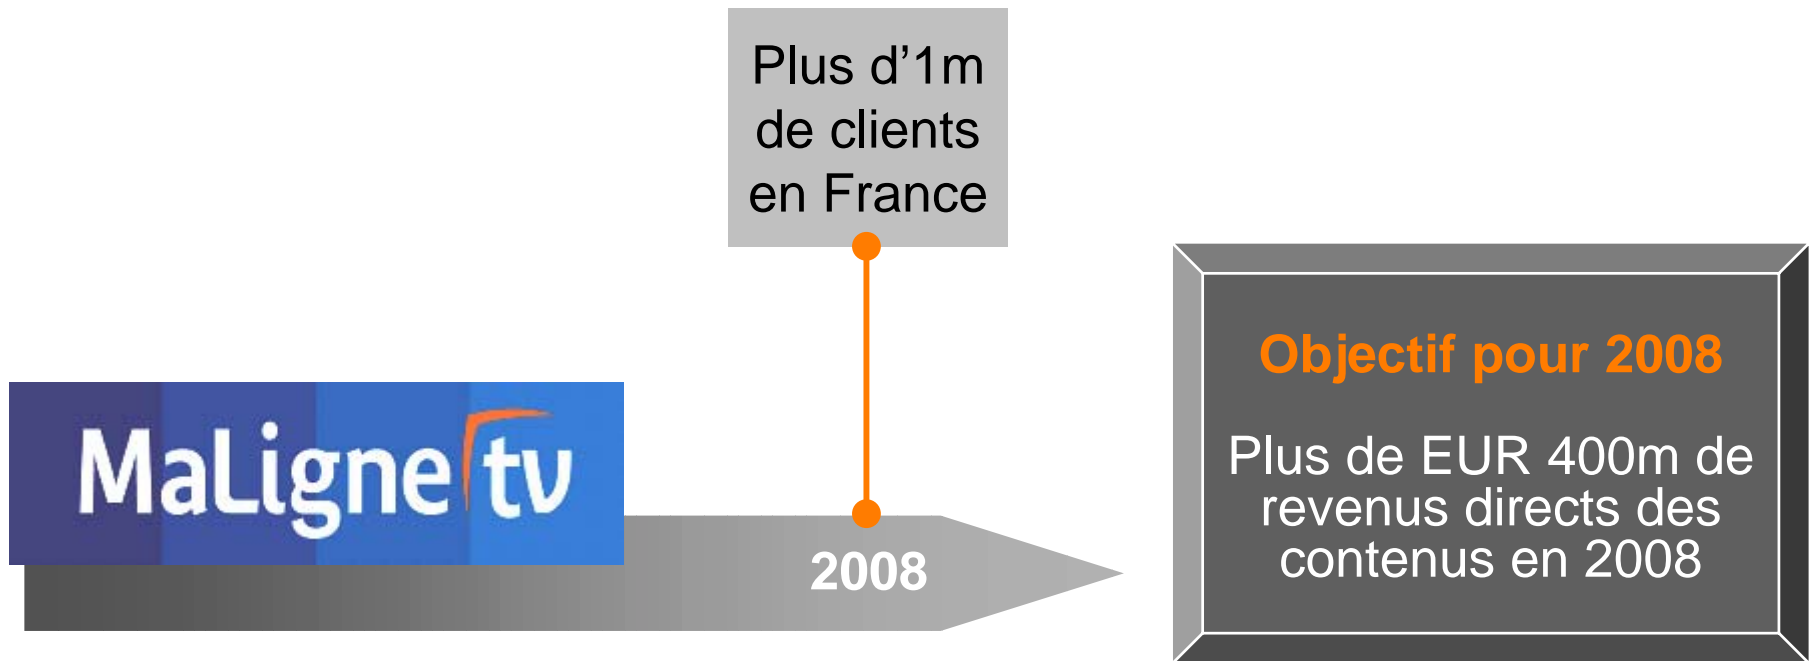 Plus d’1m
de clients
en France
MaLigne tv
2008
Objectif pour 2008
Plus de EUR 400m de
revenus directs des
contenus en 2008